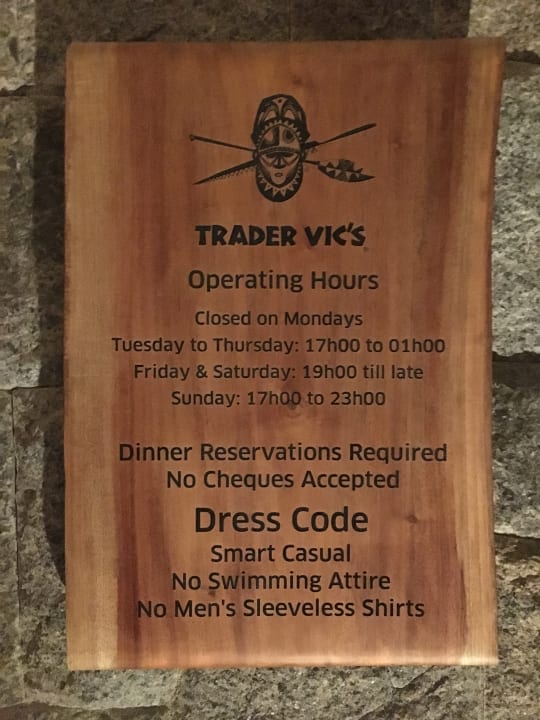 TRADER VIC'S
Operating Hours
Closed on Mondays
Tuesday to Thursday: 17h00 to 01h00
Friday & Saturday: 19h00 till late
Sunday: 17h00 to 23h00
Dinner Reservations Required
No Cheques Accepted
Dress Code
Smart Casual
No Swimming Attire
No Men's Sleeveless Shirts